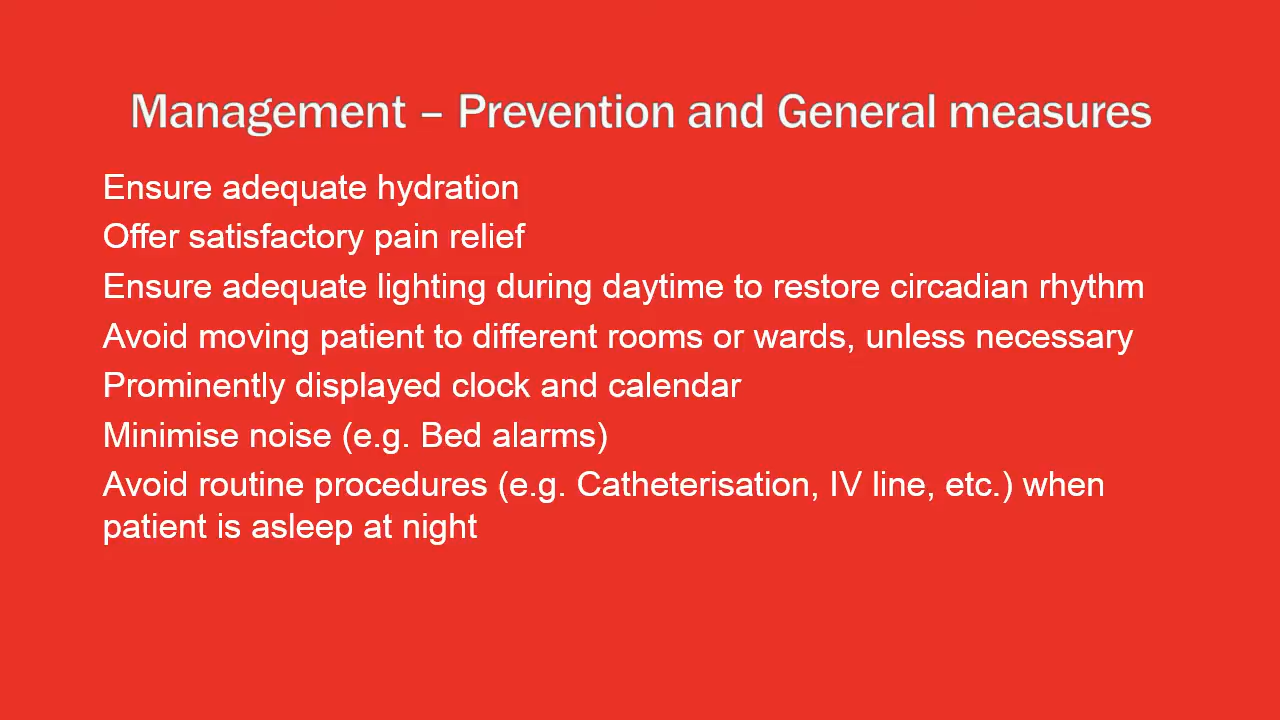 Management – Prevention and General measures
Ensure adequate hydration
Offer satisfactory pain relief
Ensure adequate lighting during daytime to restore circadian rhythm
Avoid moving patient to different rooms or wards, unless necessary
Prominently displayed clock and calendar
Minimise noise (e.g. Bed alarms)
Avoid routine procedures (e.g. Catheterisation, IV line, etc.) when
patient is asleep at night